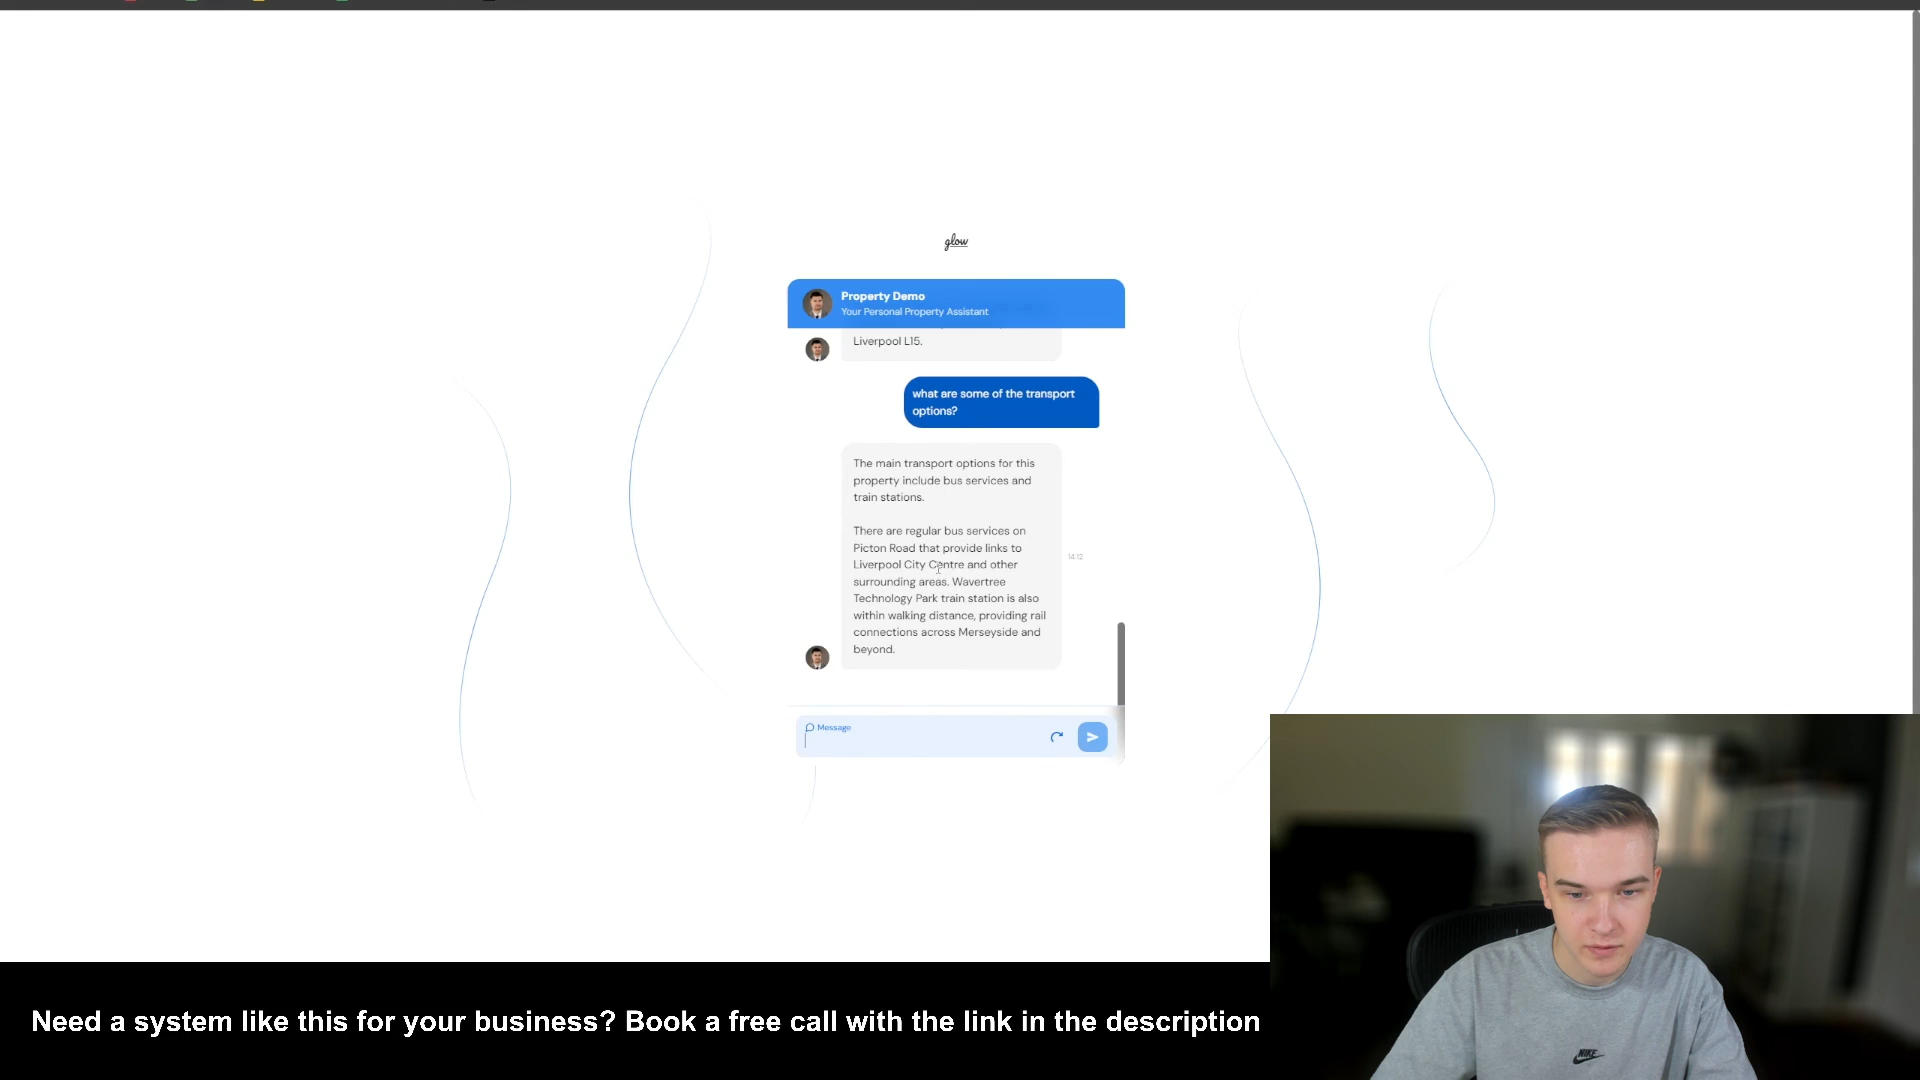 glow
Property Demo
Your Personal Property Assistant
Liverpool L15.
what are some of the transport
options?
The main transport options for this
property include bus services and
train stations.
There are regular bus services on
Picton Road that provide links to
Liverpool City Centre and other
surrounding areas. Wavertree
Technology Park train station is also
within walking distance, providing rail
connections across Merseyside and
beyond.
14:12
Message
Need a system like this for your business? Book a free call with the link in the description
NIKE